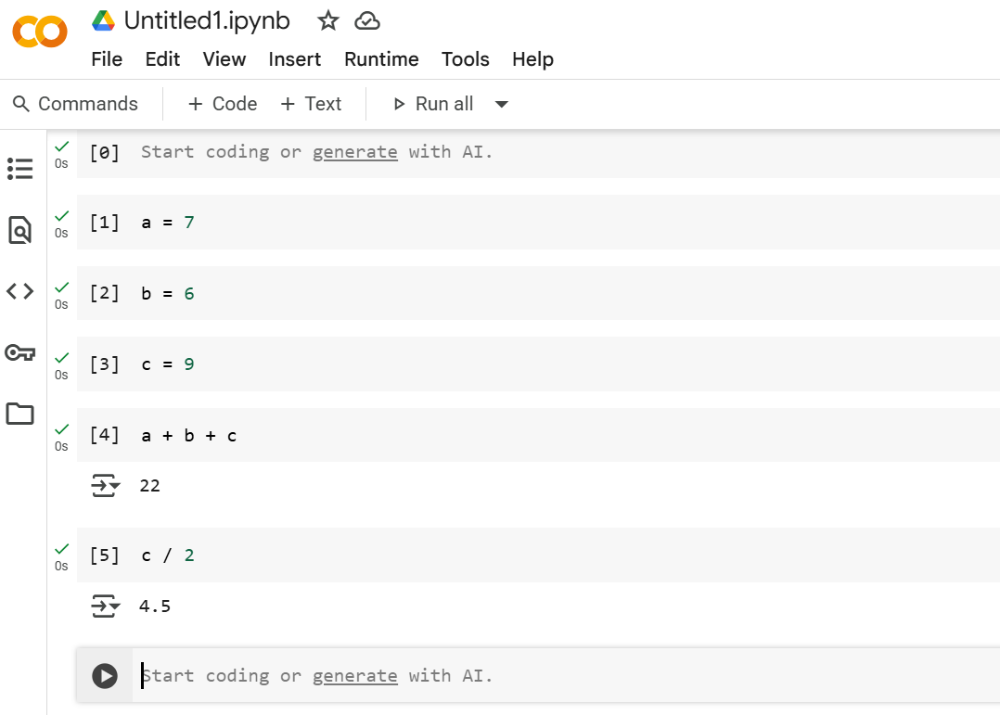 Untitled1.ipynb
File Edit View Insert Runtime Tools Help
Commands + Code + Text Run all
[0] Start coding or generate with AI.
0s
[1] a = 7
0s
[2] b = 6
0s
[3] c = 9
0s
[4] a + b + c
0s
22
[5] c / 2
0s
4.5
Start coding or generate with AI.